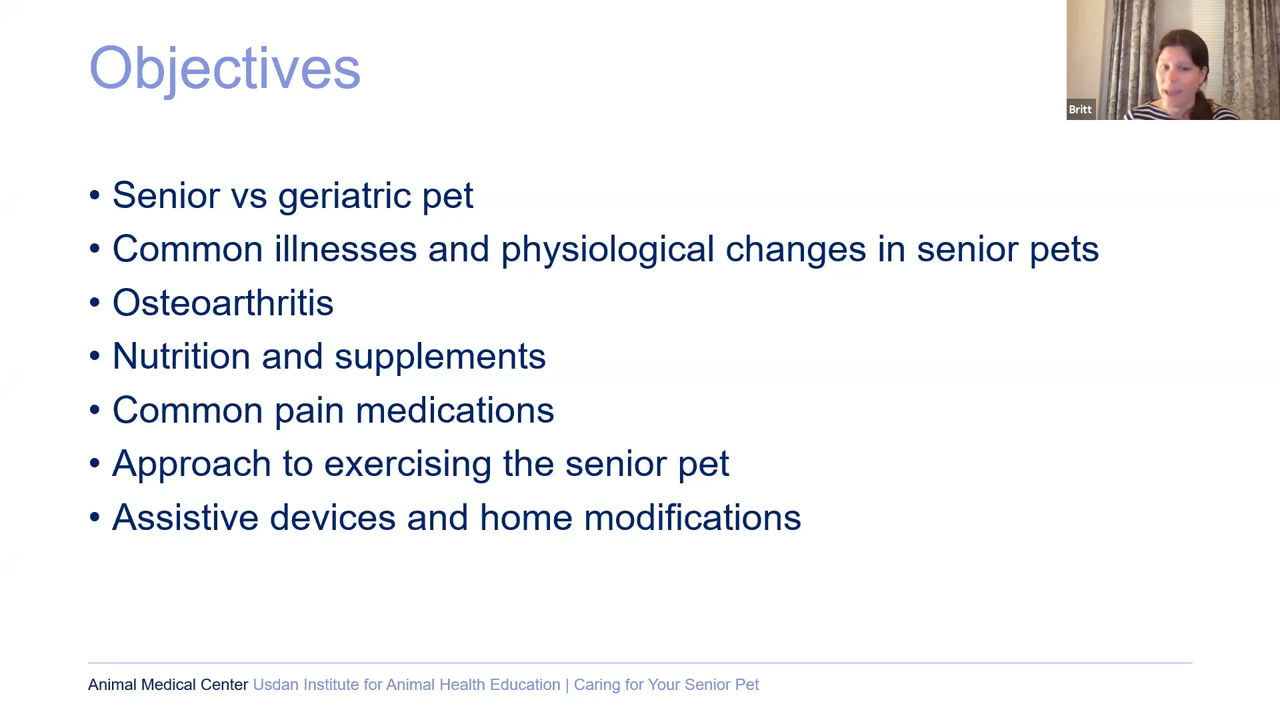 Objectives
Britt
• Senior vs geriatric pet
• Common illnesses and physiological changes in senior pets
• Osteoarthritis
• Nutrition and supplements
• Common pain medications
• Approach to exercising the senior pet
• Assistive devices and home modifications
Animal Medical Center Usdan Institute for Animal Health Education | Caring for Your Senior Pet